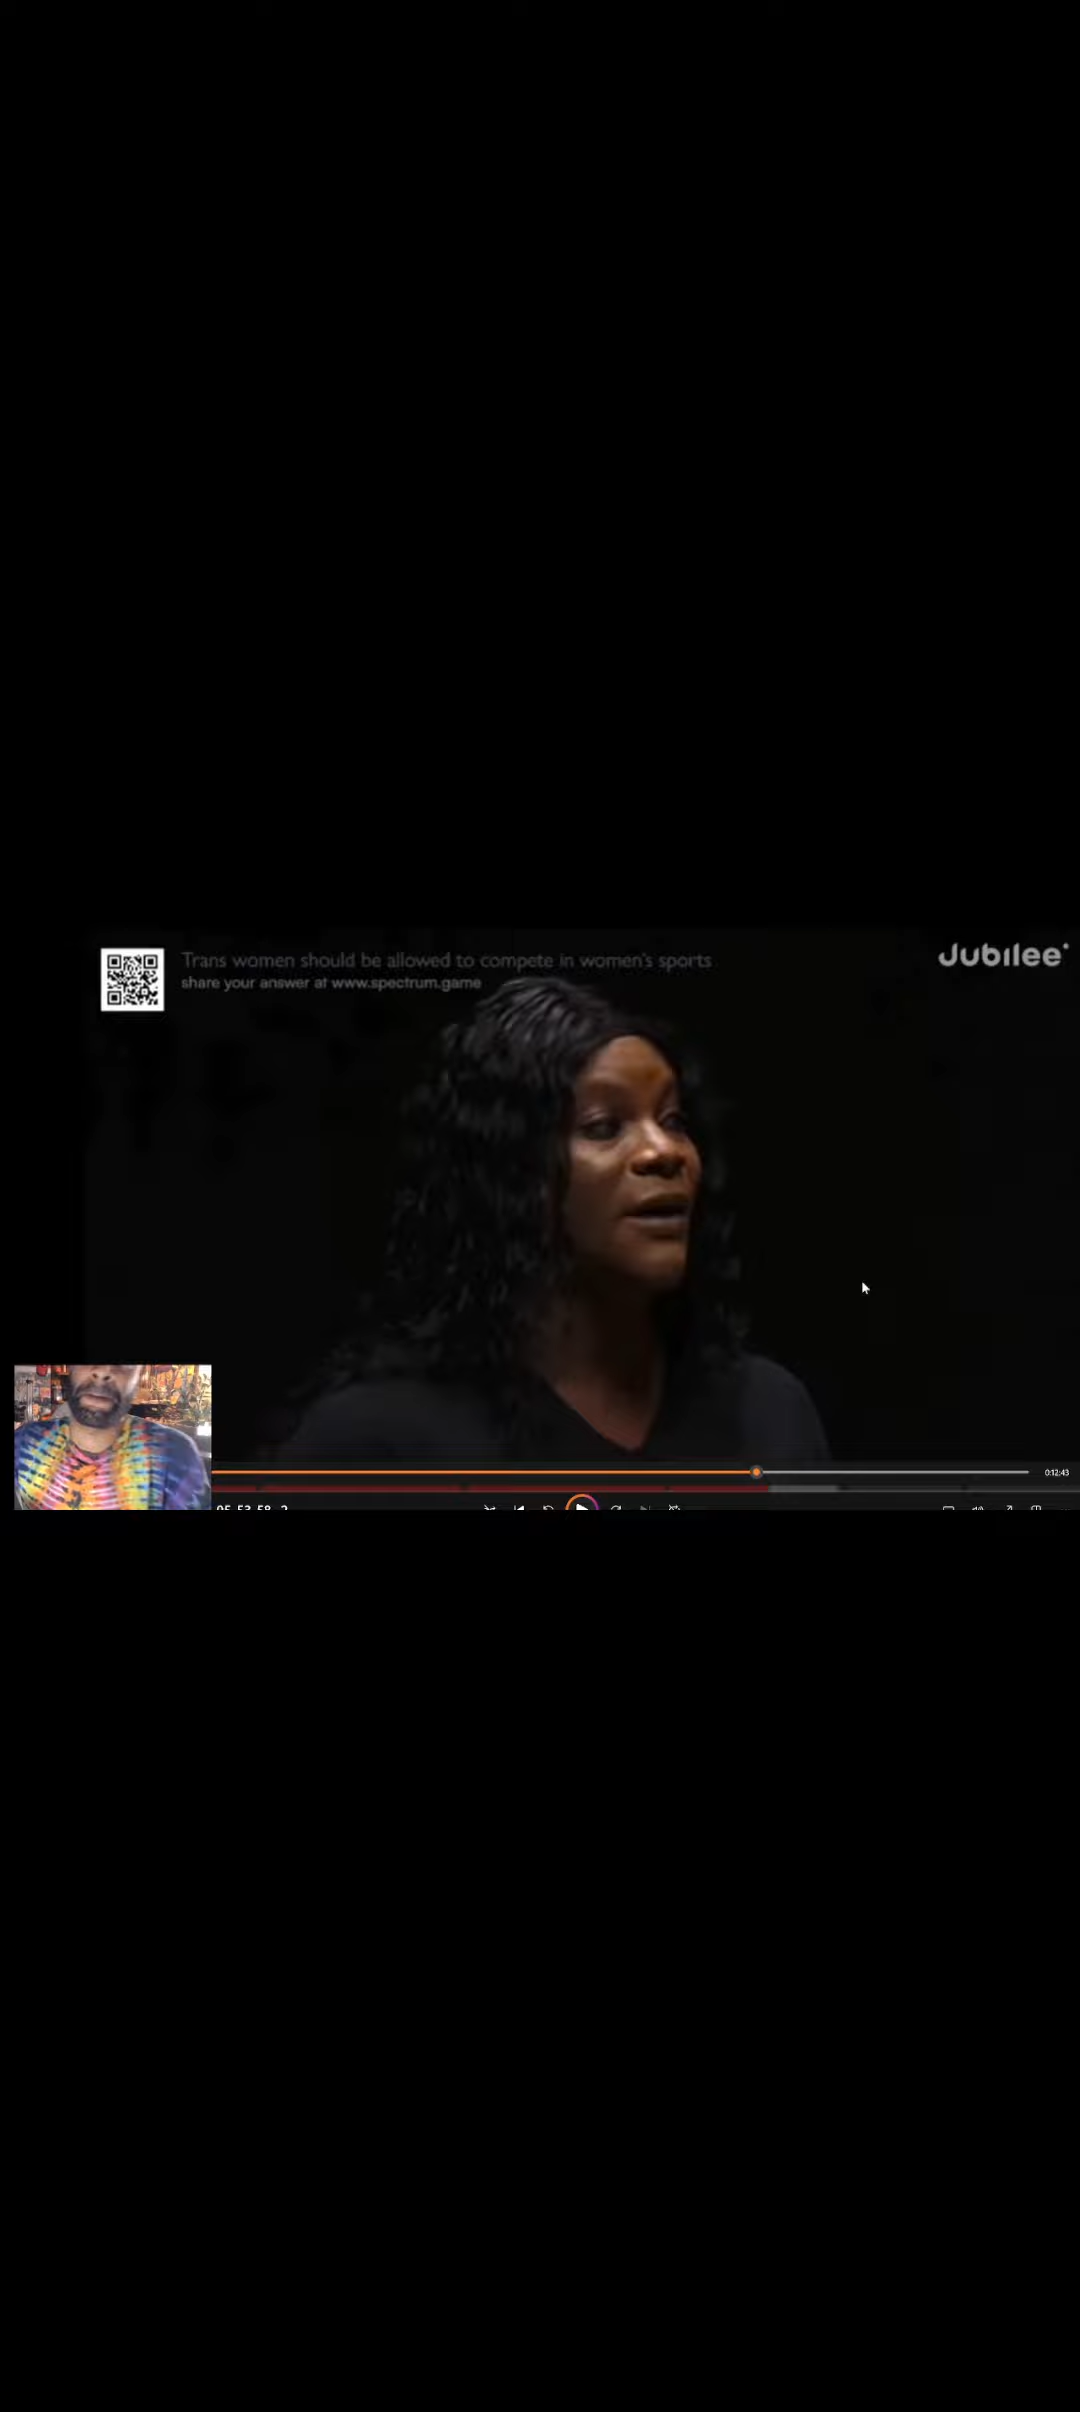 Trans women should be allowed to compete in women's sports
Jubilee
share your answer at www.spectrum.game
0:12:43